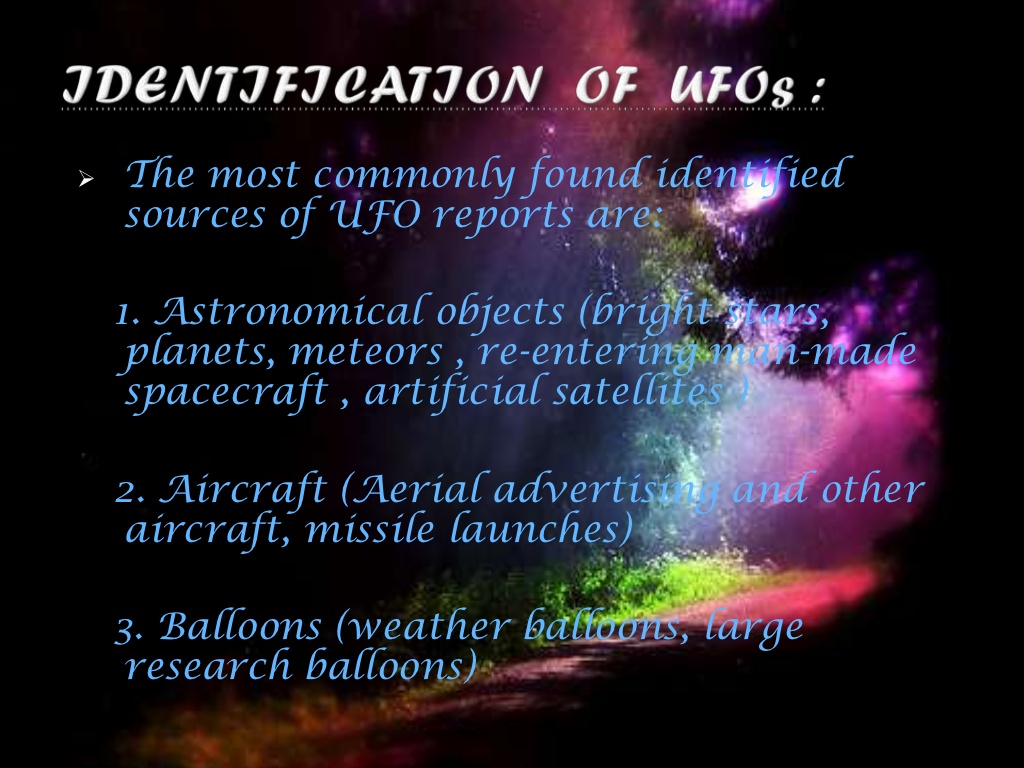 IDENTIFICATION OF UFOs :
➢ The most commonly found identified
sources of UFO reports are:
1. Astronomical objects (bright stars,
planets, meteors , re-entering man-made
spacecraft , artificial satellites )
2. Aircraft (Aerial advertising and other
aircraft, missile launches)
3. Balloons (weather balloons, large
research balloons)